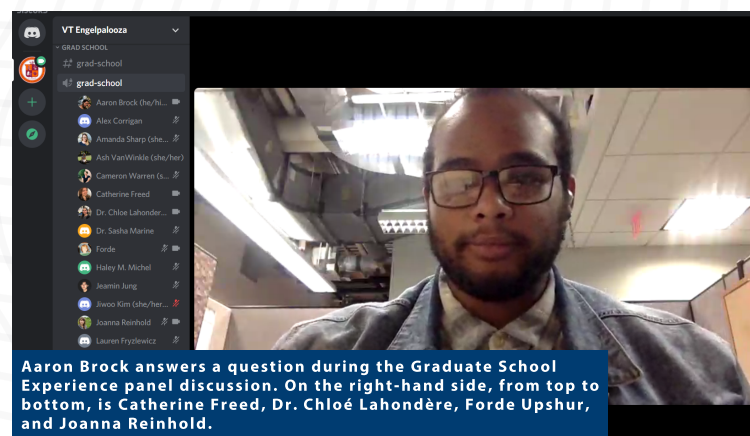 VT Engelpalooza
GRAD SCHOOL
grad-school
grad-school
Aaron Brock (he/hi...
Alex Corrigan
Amanda Sharp (she...
Ash VanWinkle (she/her)
Cameron Warren (s...
Catherine Freed
Dr. Chloe Lahonder...
Dr. Sasha Marine
Forde
Haley M. Michel
Jeamin Jung
Jiwoo Kim (she/her...
Joanna Reinhold
Lauren Fryzlewicz
Aaron Brock answers a question during the Graduate School
Experience panel discussion. On the right-hand side, from top to
bottom, is Catherine Freed, Dr. Chloé Lahondère, Forde Upshur,
and Joanna Reinhold.